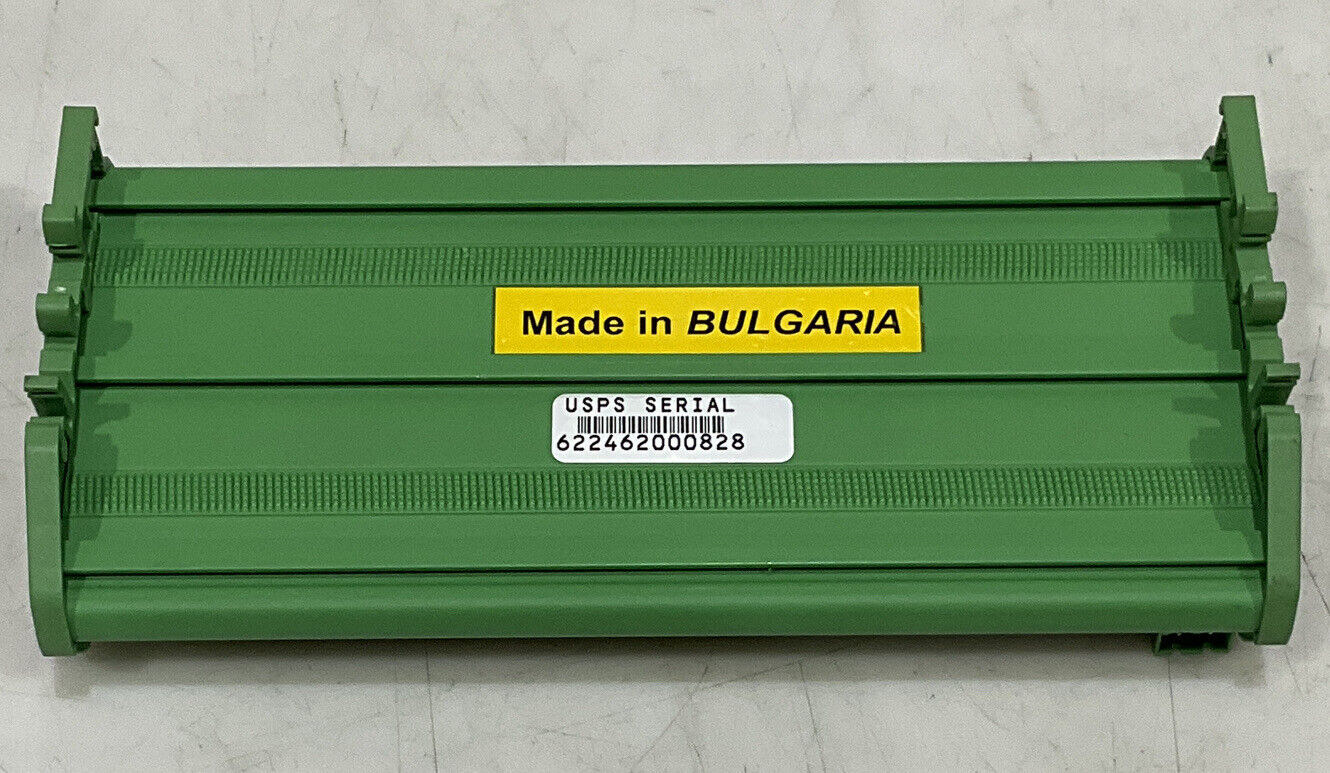 Made in BULGARIA
USPS SERIAL
622462000828